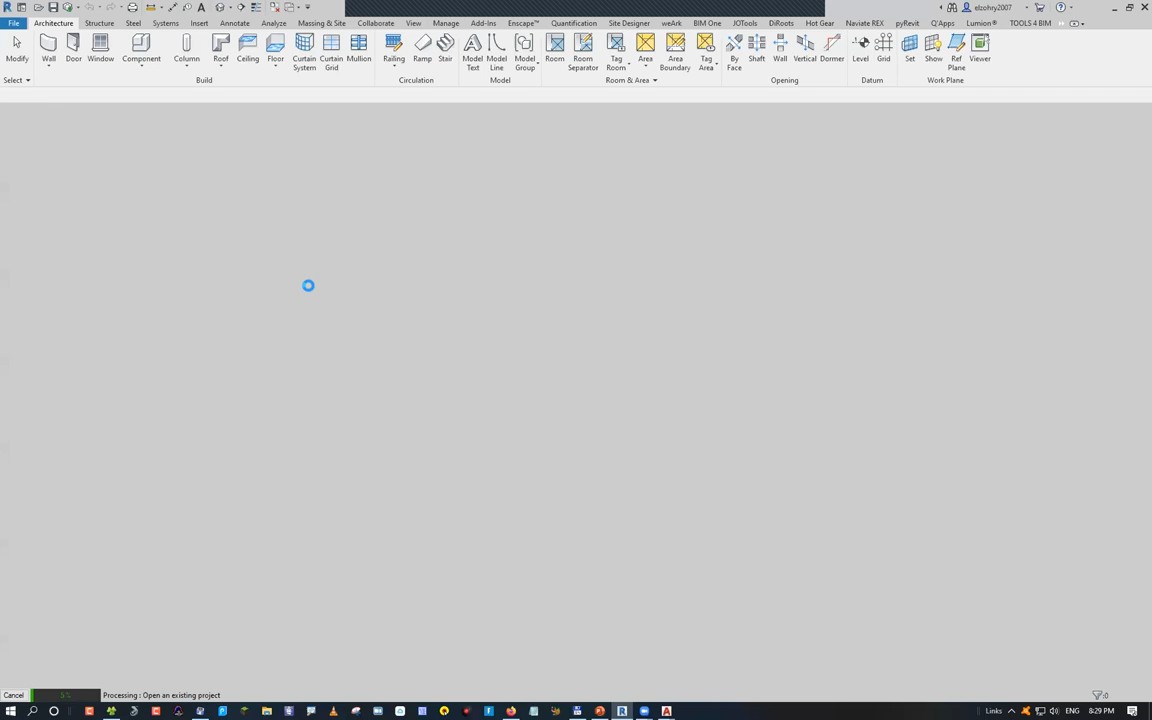 elzohry2007
File Architecture Structure Steel Systems Insert Annotate Analyze Massing & Site Collaborate View Manage Add-Ins Enscape™ Quantification Site Designer weArk BIM One JOTools DiRoots Hot Gear Naviate REX pyRevit Q'Apps Lumion® TOOLS 4 BIM
Modify Wall Door Window Component Column Roof Ceiling Floor Curtain System Curtain Grid Mullion Railing Ramp Stair Model Text Model Line Model Group Room Room Separator Tag Room Area Area Boundary Tag Area By Face Shaft Wall Vertical Dormer Level Grid Set Show Ref Plane Viewer
Select Build Circulation Model Room & Area Opening Datum Work Plane
Cancel 5 % Processing : Open an existing project :0
Links ENG 8:29 PM